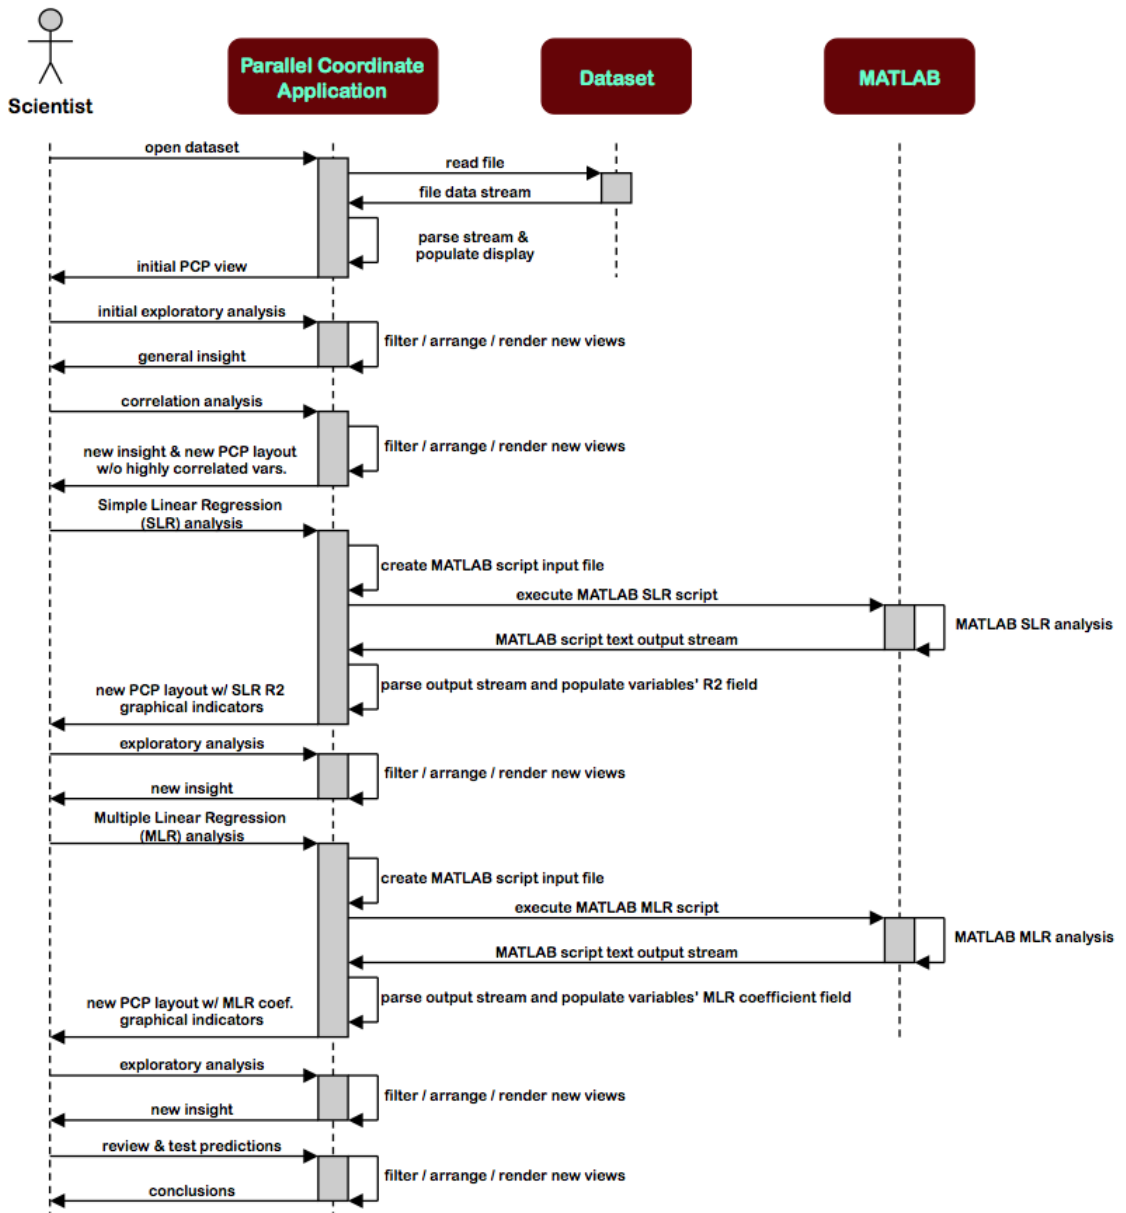 Scientist
Parallel Coordinate
Application
Dataset
MATLAB
open dataset
read file
file data stream
parse stream &
populate display
initial PCP view
initial exploratory analysis
filter / arrange / render new views
general insight
correlation analysis
filter / arrange / render new views
new insight & new PCP layout
w/o highly correlated vars.
Simple Linear Regression
(SLR) analysis
create MATLAB script input file
execute MATLAB SLR script
MATLAB SLR analysis
MATLAB script text output stream
parse output stream and populate variables' R2 field
new PCP layout w/ SLR R2
graphical indicators
exploratory analysis
filter / arrange / render new views
new insight
Multiple Linear Regression
(MLR) analysis
create MATLAB script input file
execute MATLAB MLR script
MATLAB MLR analysis
MATLAB script text output stream
parse output stream and populate variables' MLR coefficient field
new PCP layout w/ MLR coef.
graphical indicators
exploratory analysis
filter / arrange / render new views
new insight
review & test predictions
filter / arrange / render new views
conclusions